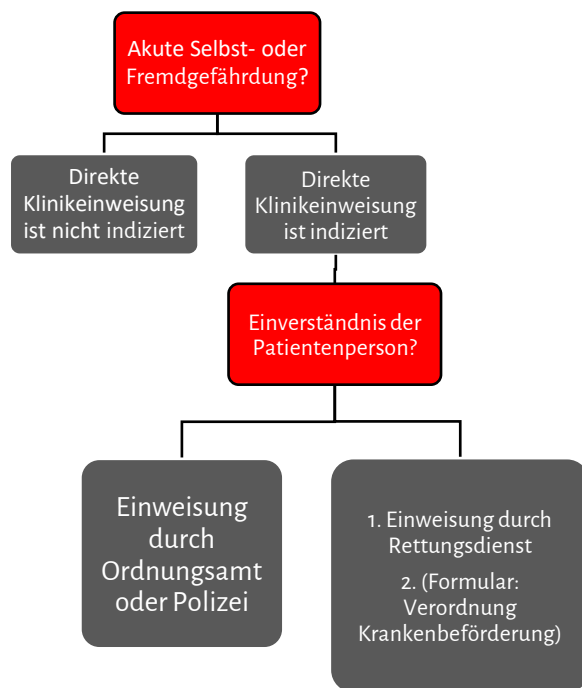 Akute Selbst- oder
Fremdgefährdung?
Direkte
Klinikeinweisung
ist nicht indiziert
Direkte
Klinikeinweisung
ist indiziert
Einverständnis der
Patientenperson?
Einweisung
durch
Ordnungsamt
oder Polizei
1. Einweisung durch
Rettungsdienst
2. (Formular:
Verordnung
Krankenbeförderung)